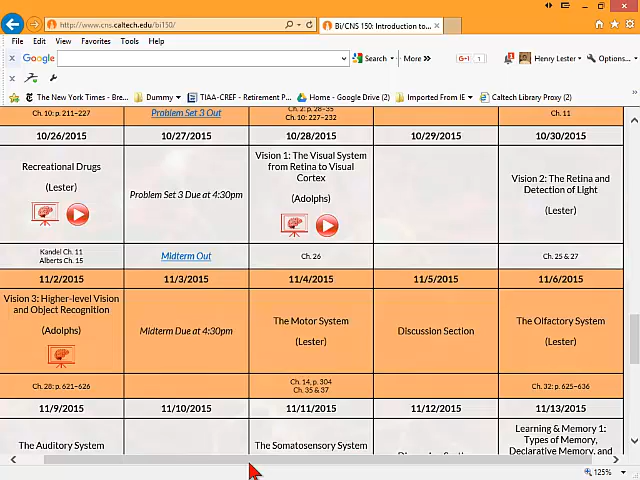 http://www.cns.caltech.edu/bi150/
Bi/CNS 150: Introduction to...
File Edit View Favorites Tools Help
Google
Search
More »
G+1
1
Henry Lester
Options...
The New York Times - Bre...
Dummy
TIAA-CREF - Retirement P...
Home - Google Drive (2)
Imported From IE
Caltech Library Proxy (2)
Ch. 10: p. 211-227
Problem Set 3 Out
Ch. 2: p. 28-35
Ch. 10: 227-232
Ch. 11
10/26/2015
10/27/2015
10/28/2015
10/29/2015
10/30/2015
Recreational Drugs
(Lester)
Problem Set 3 Due at 4:30pm
Vision 1: The Visual System
from Retina to Visual
Cortex
(Adolphs)
Vision 2: The Retina and
Detection of Light
(Lester)
Kandel Ch. 11
Alberts Ch. 15
Midterm Out
Ch. 26
Ch. 25 & 27
11/2/2015
11/3/2015
11/4/2015
11/5/2015
11/6/2015
Vision 3: Higher-level Vision
and Object Recognition
(Adolphs)
Midterm Due at 4:30pm
The Motor System
(Lester)
Discussion Section
The Olfactory System
(Lester)
Ch. 28: p. 621-626
Ch. 14, p. 304
Ch. 35 & 37
Ch. 32: p. 625-636
11/9/2015
11/10/2015
11/11/2015
11/12/2015
11/13/2015
The Auditory System
The Somatosensory System
Learning & Memory 1:
Types of Memory,
Declarative Memory, and
125%